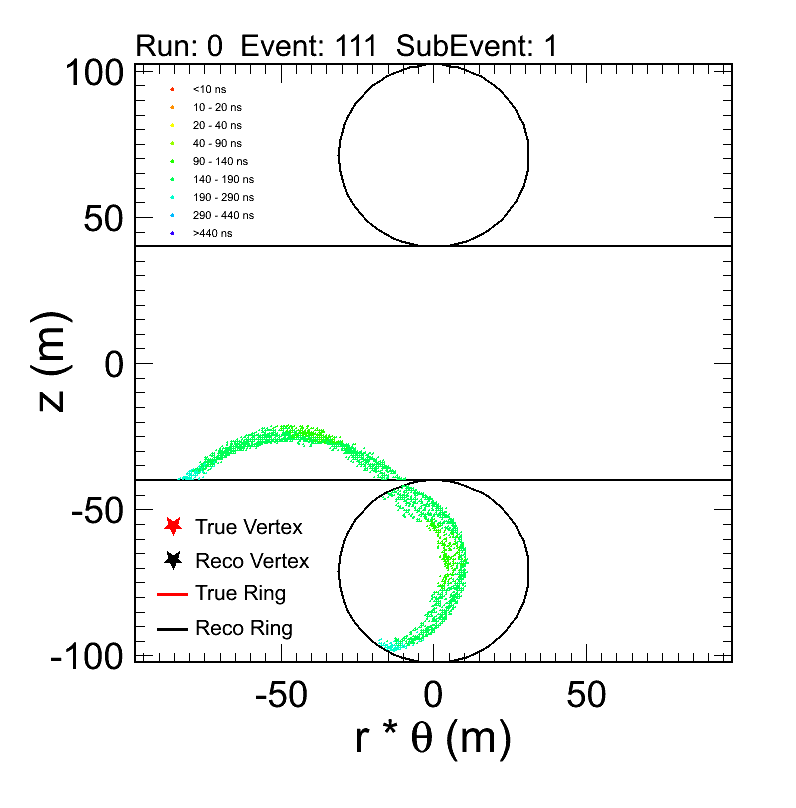 Run: 0 Event: 111 SubEvent: 1
100
<10 ns
10 - 20 ns
20 - 40 ns
40 - 90 ns
90 - 140 ns
140 - 190 ns
190 - 290 ns
290 - 440 ns
>440 ns
50
z (m)
0
-50
True Vertex
Reco Vertex
True Ring
Reco Ring
-100
-50 0 50
r * θ (m)